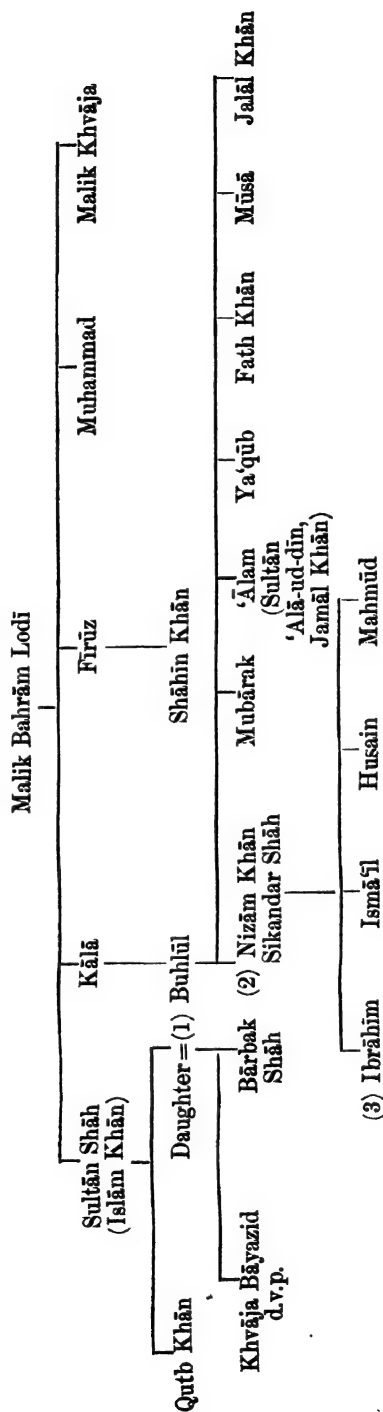 Malik Bahrām Lodī
Sultān Shāh Kālā Fīrūz Muhammad Malik Khvāja
(Islām Khān)
Qutb Khān Daughter = (1) Buhlūl Shāhīn Khān
Khvāja Bāyazid Bārbak (2) Nizām Khān Mubārak ‘Ālam Ya‘qūb Fath Khān Mūsā Jalāl Khān
d.v.p. Shāh Sikandar Shāh (Sultān
‘Alā-ud-dīn,
Jamāl Khān)
(3) Ibrāhīm Ismā‘īl Husain Mahmūd